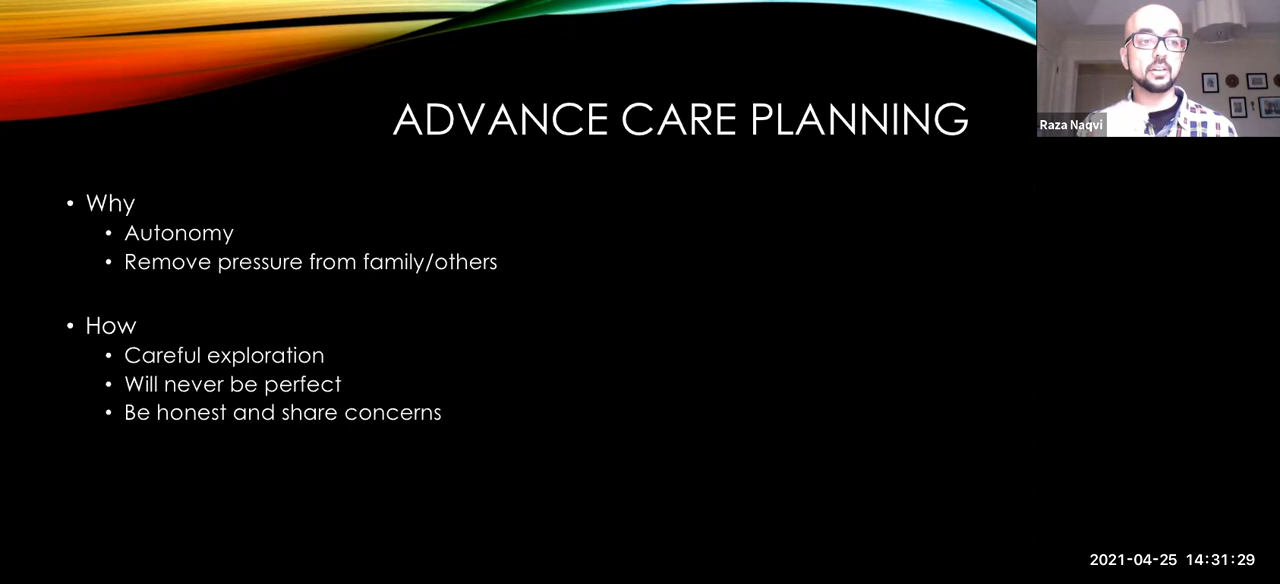 ADVANCE CARE PLANNING
Raza Naqvi
• Why
• Autonomy
• Remove pressure from family/others
• How
• Careful exploration
• Will never be perfect
• Be honest and share concerns
2021-04-25 14:31:29